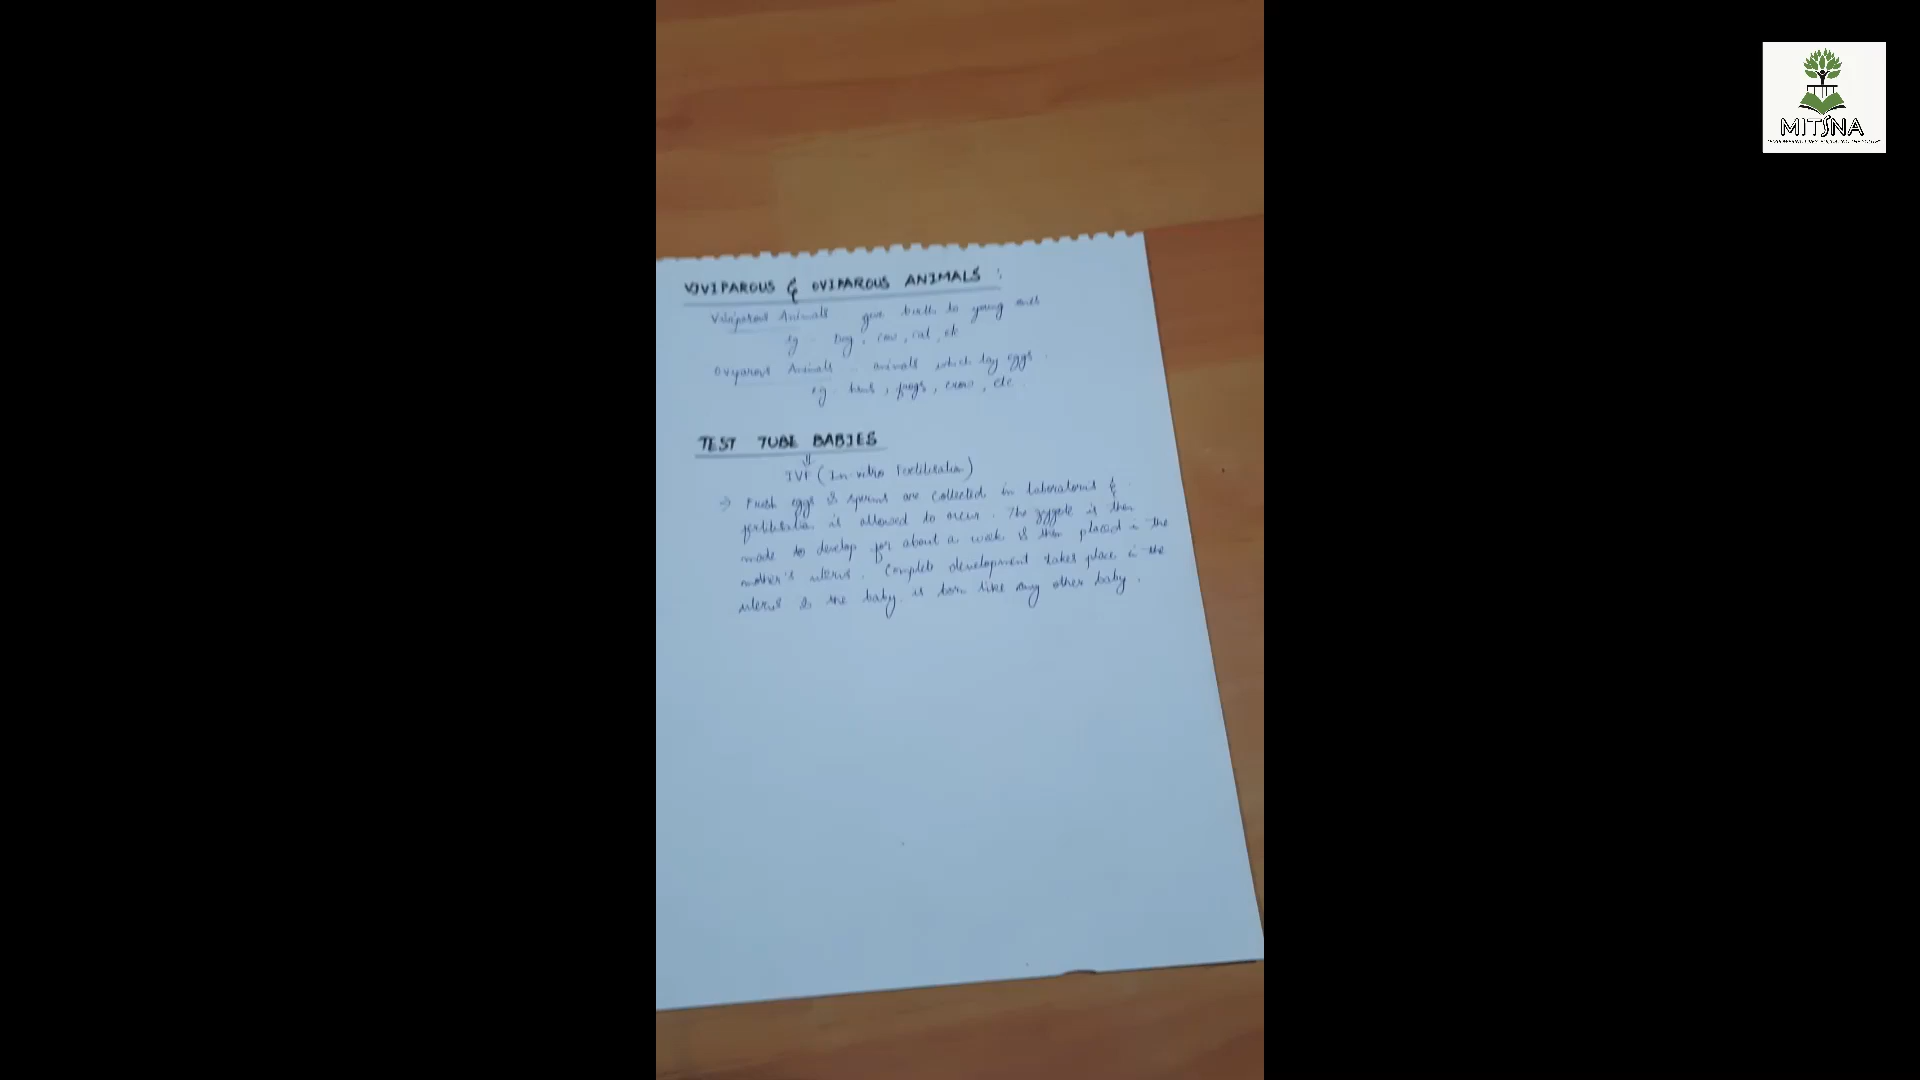 VIVIPAROUS & OVIPAROUS ANIMALS :
Viviparous Animals give birth to young
eg - Dog, cow, cat, etc
Oviparous Animals - animals which lay eggs.
eg - hens, frogs, crow, etc
TEST TUBE BABIES
⇓
IVF (In-vitro Fertilisation)
→ Fresh eggs & sperms are collected in laboratories &
fertilisation is allowed to occur. The zygote is then
made to develop for about a week & then placed in the
mother's uterus. Complete development takes place in the
uterus & the baby is born like any other baby.
MITSNA